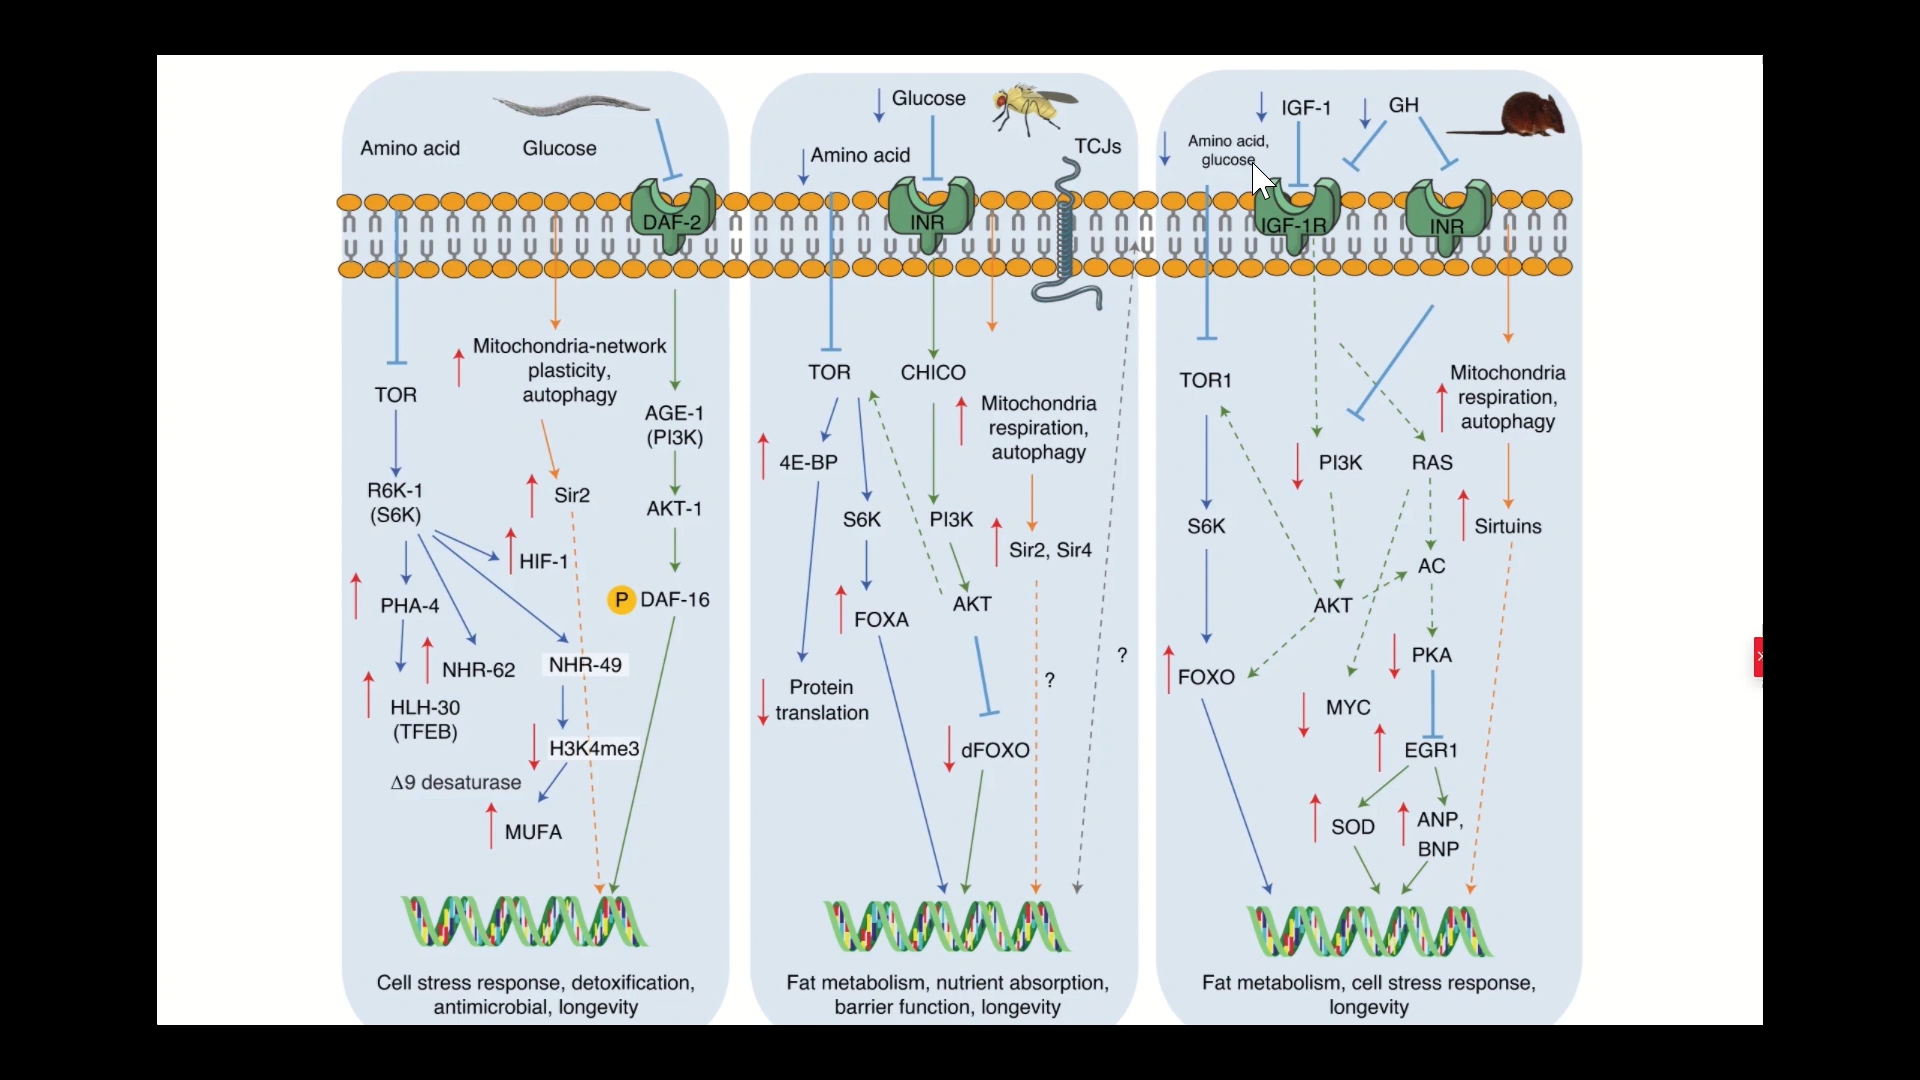 Amino acid
Glucose
DAF-2
Mitochondria-network
plasticity,
autophagy
TOR
AGE-1
(PI3K)
R6K-1
(S6K)
Sir2
AKT-1
HIF-1
PHA-4
P DAF-16
NHR-62
NHR-49
HLH-30
(TFEB)
H3K4me3
Δ9 desaturase
MUFA
Cell stress response, detoxification,
antimicrobial, longevity
Glucose
Amino acid
TCJs
INR
TOR
CHICO
Mitochondria
respiration,
autophagy
4E-BP
S6K
PI3K
Sir2, Sir4
FOXA
AKT
?
?
Protein
translation
dFOXO
Fat metabolism, nutrient absorption,
barrier function, longevity
IGF-1
GH
Amino acid,
glucose
IGF-1R
INR
TOR1
Mitochondria
respiration,
autophagy
PI3K
RAS
S6K
Sirtuins
AC
AKT
PKA
FOXO
MYC
EGR1
SOD
ANP,
BNP
Fat metabolism, cell stress response,
longevity